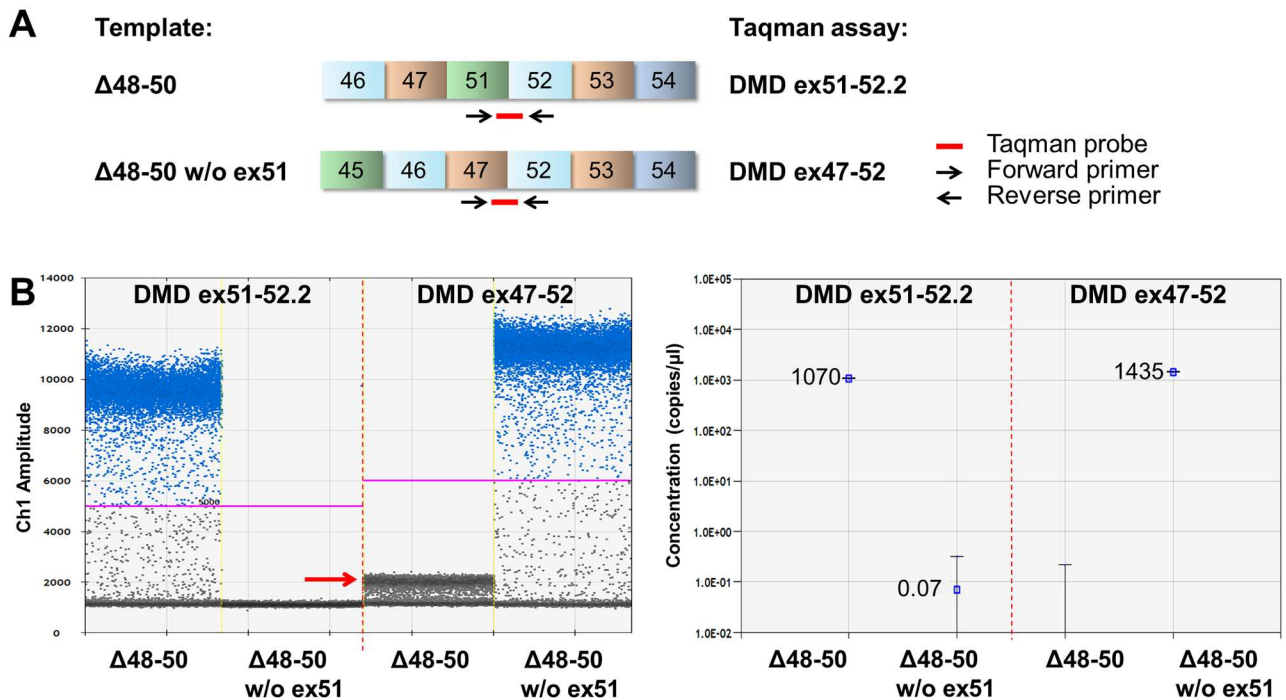 A
Template:
Taqman assay:
Δ48-50
46 47 51 52 53 54
DMD ex51-52.2
Δ48-50 w/o ex51
45 46 47 52 53 54
DMD ex47-52
Taqman probe
Forward primer
Reverse primer
B
Ch1 Amplitude
14000
12000
10000
8000
6000
4000
2000
0
DMD ex51-52.2
DMD ex47-52
5000
Δ48-50
Δ48-50
w/o ex51
Δ48-50
Δ48-50
w/o ex51
Concentration (copies/µl)
1.0E+05
1.0E+04
1.0E+03
1.0E+02
1.0E+01
1.0E+00
1.0E-01
1.0E-02
DMD ex51-52.2
DMD ex47-52
1070
1435
0.07
Δ48-50
Δ48-50
w/o ex51
Δ48-50
Δ48-50
w/o ex51